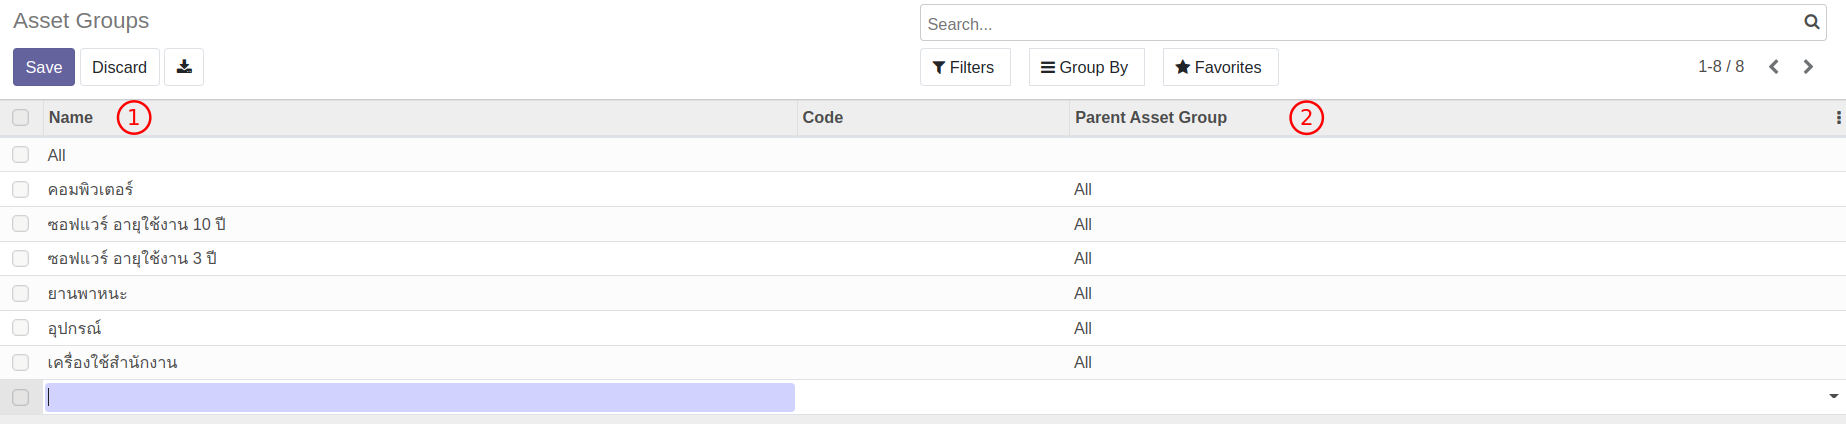 Asset Groups
Search...
Save Discard
Filters Group By Favorites 1-8 / 8
Name 1 Code Parent Asset Group 2
All
คอมพิวเตอร์ All
ซอฟแวร์ อายุใช้งาน 10 ปี All
ซอฟแวร์ อายุใช้งาน 3 ปี All
ยานพาหนะ All
อุปกรณ์ All
เครื่องใช้สำนักงาน All